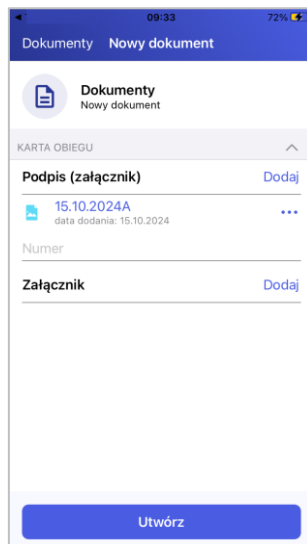 09:33 72%
Dokumenty Nowy dokument
Dokumenty
Nowy dokument
KARTA OBIEGU
Podpis (załącznik) Dodaj
15.10.2024A
data dodania: 15.10.2024
Numer
Załącznik Dodaj
Utwórz